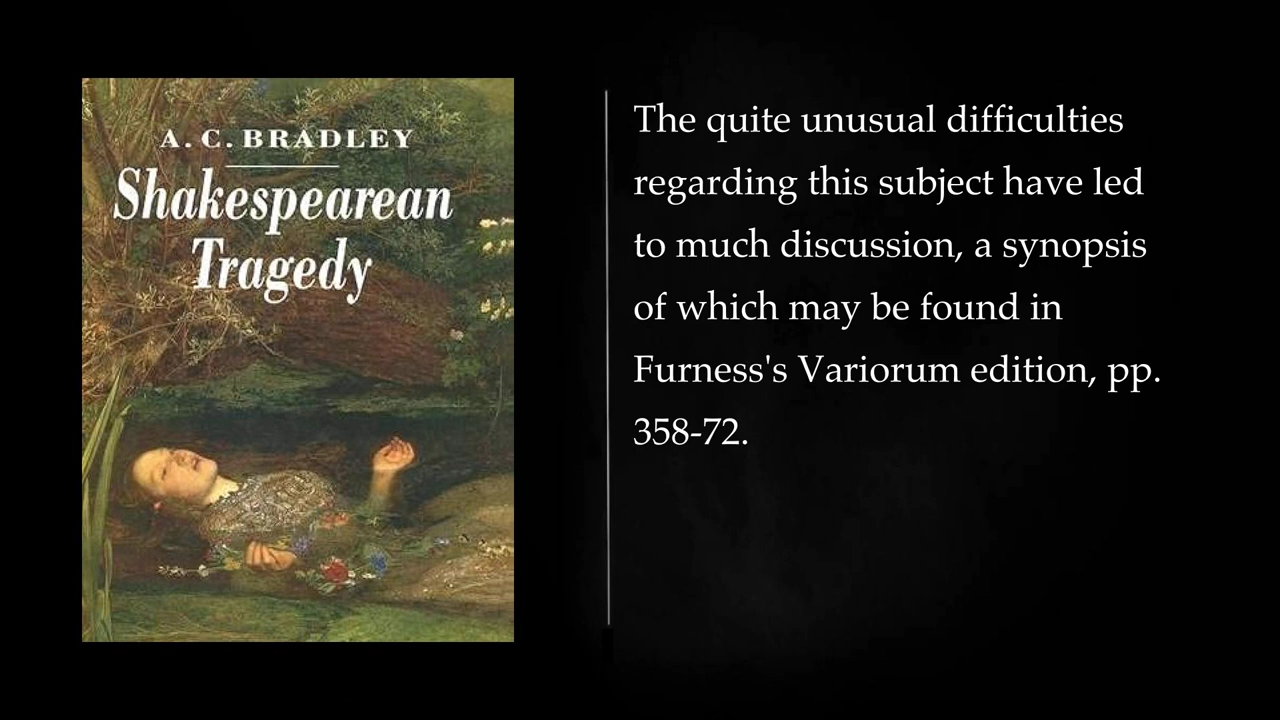 A. C. BRADLEY
Shakespearean
Tragedy
The quite unusual difficulties
regarding this subject have led
to much discussion, a synopsis
of which may be found in
Furness's Variorum edition, pp.
358-72.